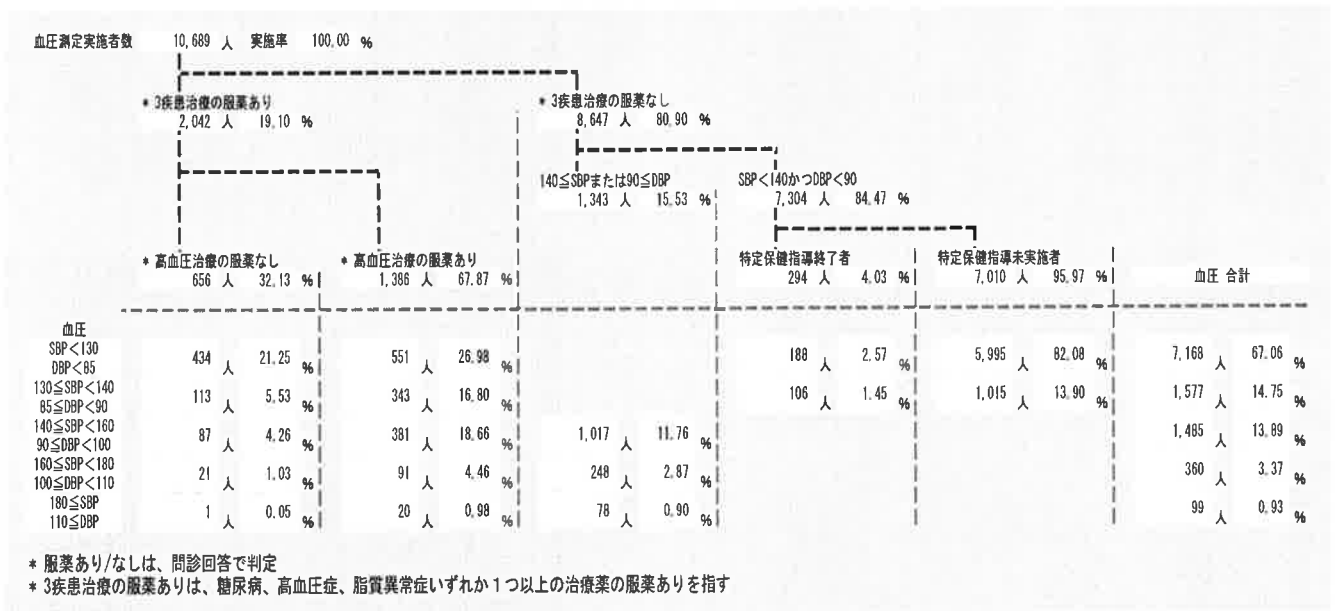 血圧測定実施者数 10,689 人 実施率 100.00 %
* 3疾患治療の服薬あり * 3疾患治療の服薬なし
2,042 人 19.10 % 8,647 人 80.90 %
140≦SBPまたは90≦DBP SBP<140かつDBP<90
1,343 人 15.53 % 7,304 人 84.47 %
* 高血圧治療の服薬なし * 高血圧治療の服薬あり 特定保健指導終了者 特定保健指導未実施者
656 人 32.13 % 1,386 人 67.87 % 294 人 4.03 % 7,010 人 95.97 % 血圧 合計
血圧
SBP<130
DBP<85
434 人 21.25 % 551 人 26.98 % 188 人 2.57 % 5,995 人 82.08 % 7,168 人 67.06 %
130≦SBP<140
85≦DBP<90
113 人 5.53 % 343 人 16.80 % 106 人 1.45 % 1,015 人 13.90 % 1,577 人 14.75 %
140≦SBP<160
90≦DBP<100
87 人 4.26 % 381 人 18.66 % 1,017 人 11.76 % 1,485 人 13.89 %
160≦SBP<180
100≦DBP<110
21 人 1.03 % 91 人 4.46 % 248 人 2.87 % 360 人 3.37 %
180≦SBP
110≦DBP
1 人 0.05 % 20 人 0.98 % 78 人 0.90 % 99 人 0.93 %
* 服薬あり/なしは、問診回答で判定
* 3疾患治療の服薬ありは、糖尿病、高血圧症、脂質異常症いずれか1つ以上の治療薬の服薬ありを指す